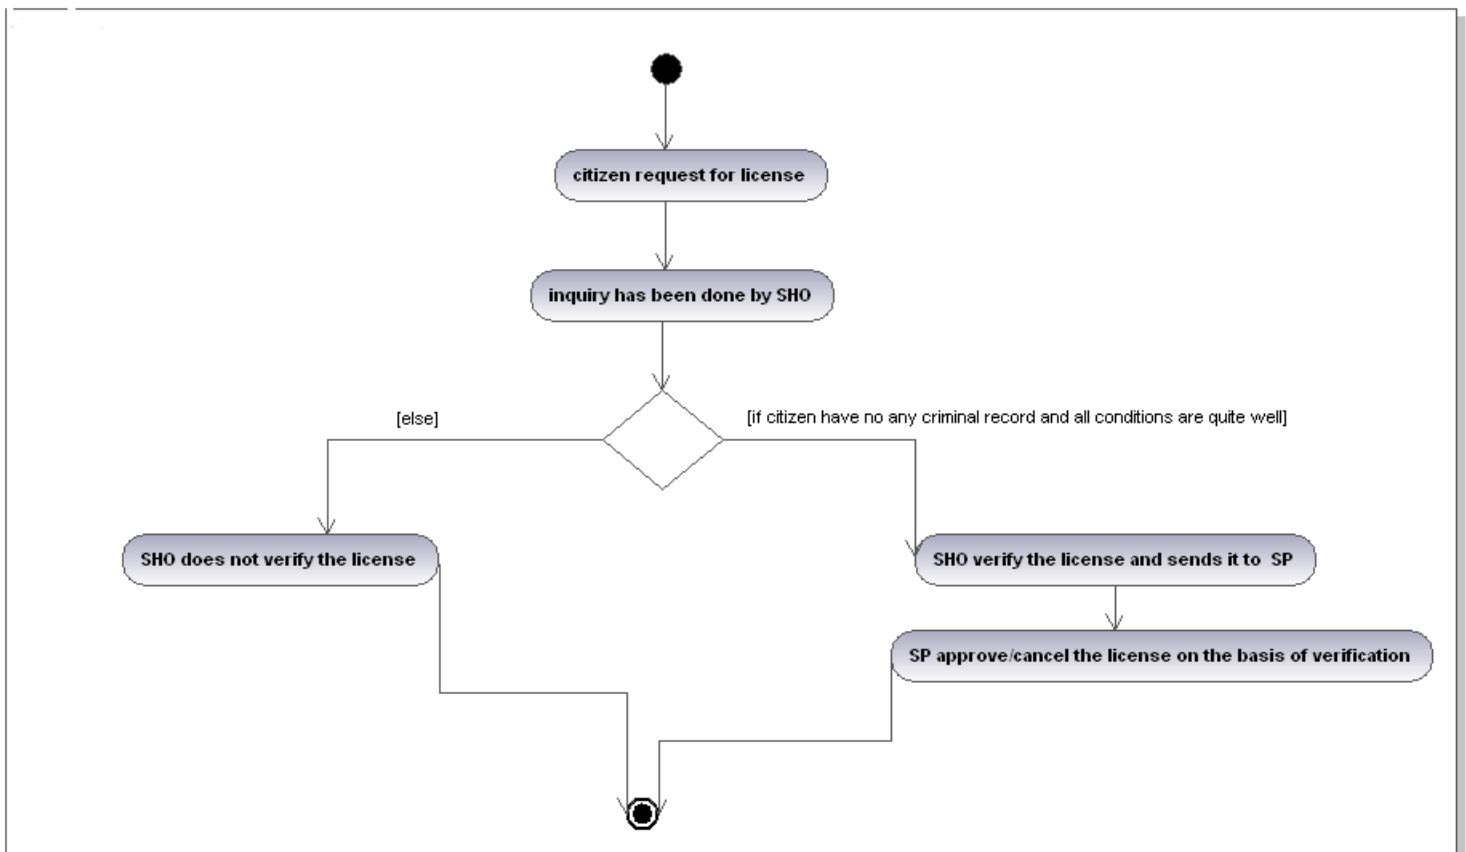 citizen request for license
inquiry has been done by SHO
[else]
[if citizen have no any criminal record and all conditions are quite well]
SHO does not verify the license
SHO verify the license and sends it to SP
SP approve/cancel the license on the basis of verification